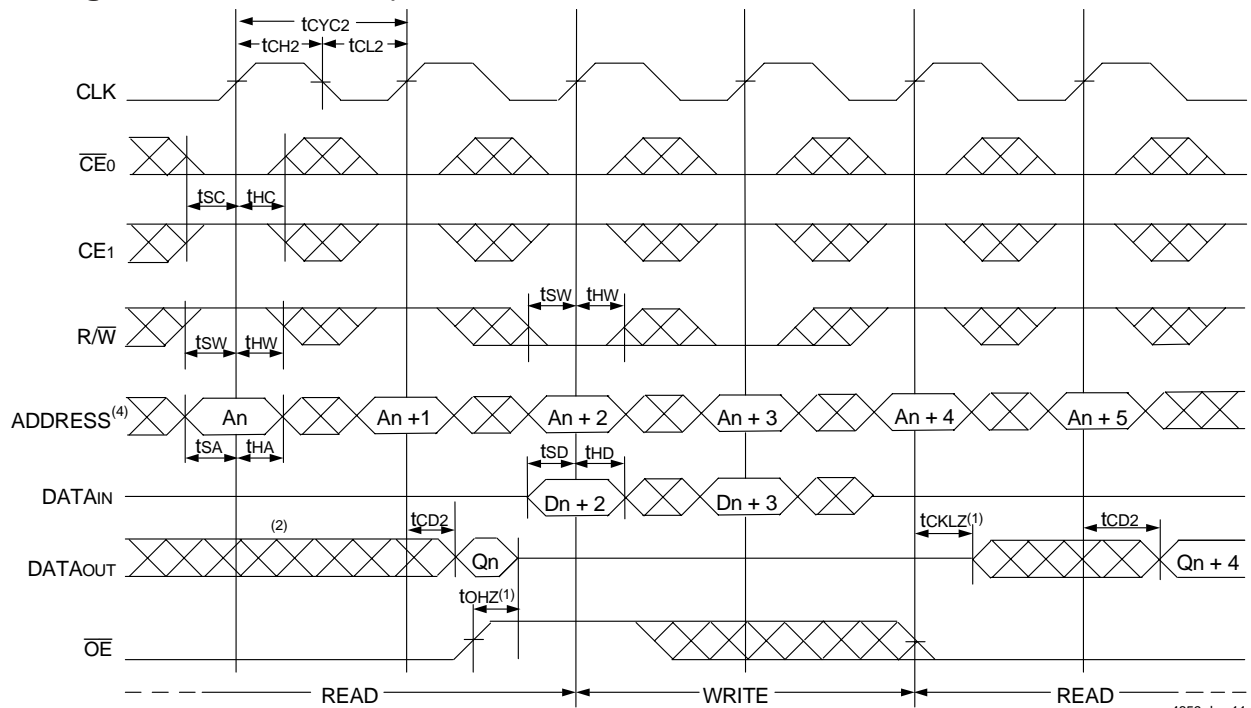 tCYC2
tCH2 tCL2
CLK
CE0
tSC tHC
CE1
tSW tHW
R/W
tSW tHW
ADDRESS(4) An An +1 An + 2 An + 3 An + 4 An + 5
tSA tHA
tSD tHD
DATAIN Dn + 2 Dn + 3
(2) tCD2 tCKLZ(1) tCD2
DATAOUT Qn Qn + 4
tOHZ(1)
OE
READ WRITE READ